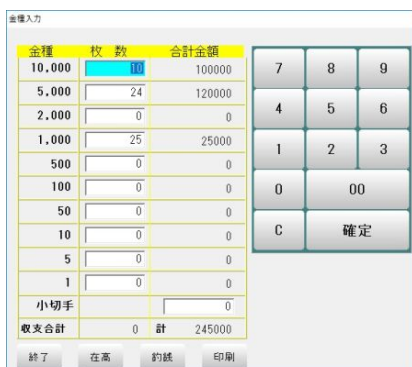 金種入力
金種 枚 数 合計金額
10,000 10 100000
5,000 24 120000
2,000 0 0
1,000 25 25000
500 0 0
100 0 0
50 0 0
10 0 0
5 0 0
1 0 0
小切手 0
収支合計 0 計 245000
終了 在高 釣銭 印刷
7 8 9
4 5 6
1 2 3
0 00
C 確定